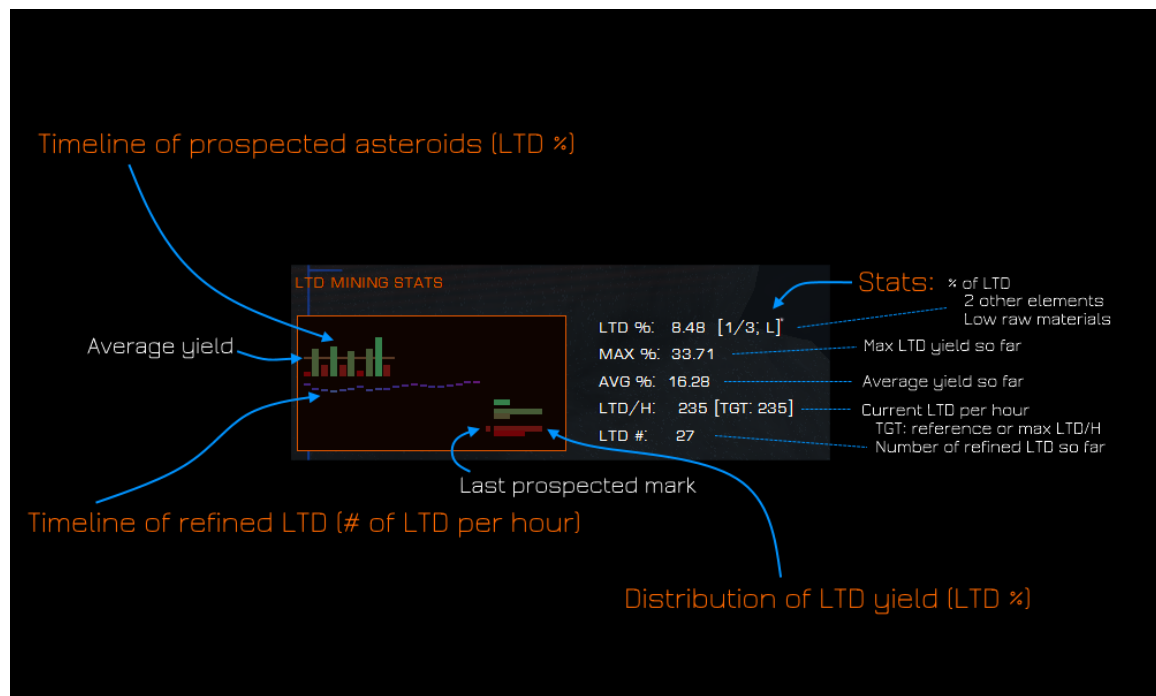 Timeline of prospected asteroids (LTD %)
LTD MINING STATS
Stats: % of LTD
2 other elements
Low raw materials
LTD %: 8.48 [1/3; L]*
Average yield
MAX %: 33.71
Max LTD yield so far
AVG %: 16.28
Average yield so far
LTD/H: 235 [TGT: 235]
Current LTD per hour
TGT: reference or max LTD/H
LTD #: 27
Number of refined LTD so far
Last prospected mark
Timeline of refined LTD (# of LTD per hour)
Distribution of LTD yield (LTD %)